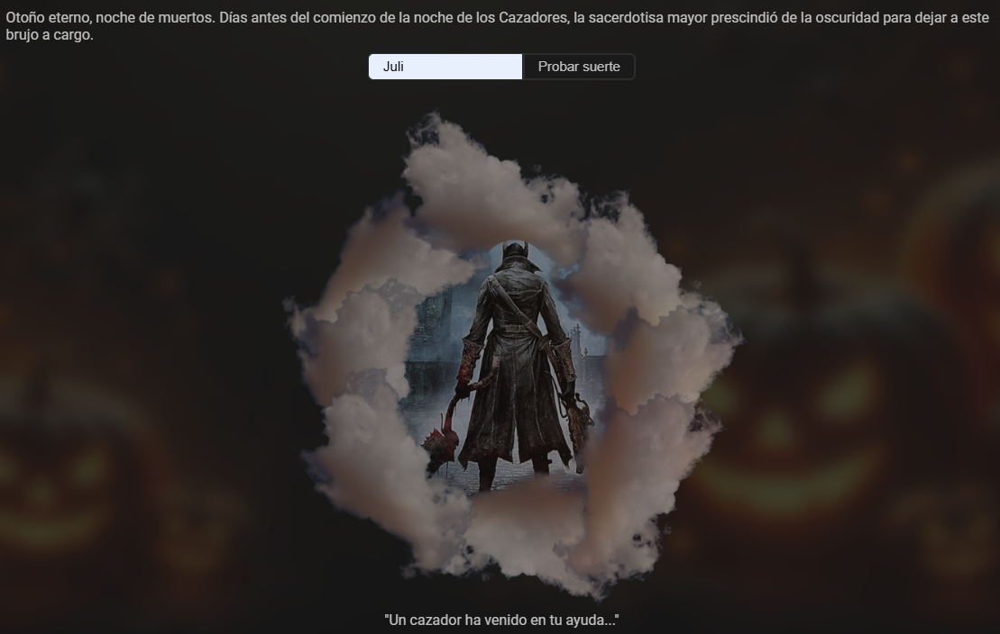 Otoño eterno, noche de muertos. Días antes del comienzo de la noche de los Cazadores, la sacerdotisa mayor prescindió de la oscuridad para dejar a este
brujo a cargo.
Juli
Probar suerte
"Un cazador ha venido en tu ayuda..."